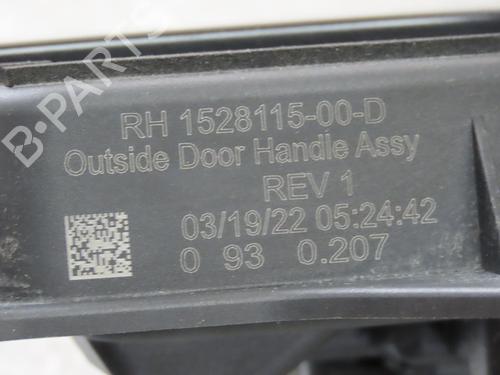 RH 1528115-00-D
Outside Door Handle Assy
REV 1
03/19/22 05:24:42
0 93 0.207